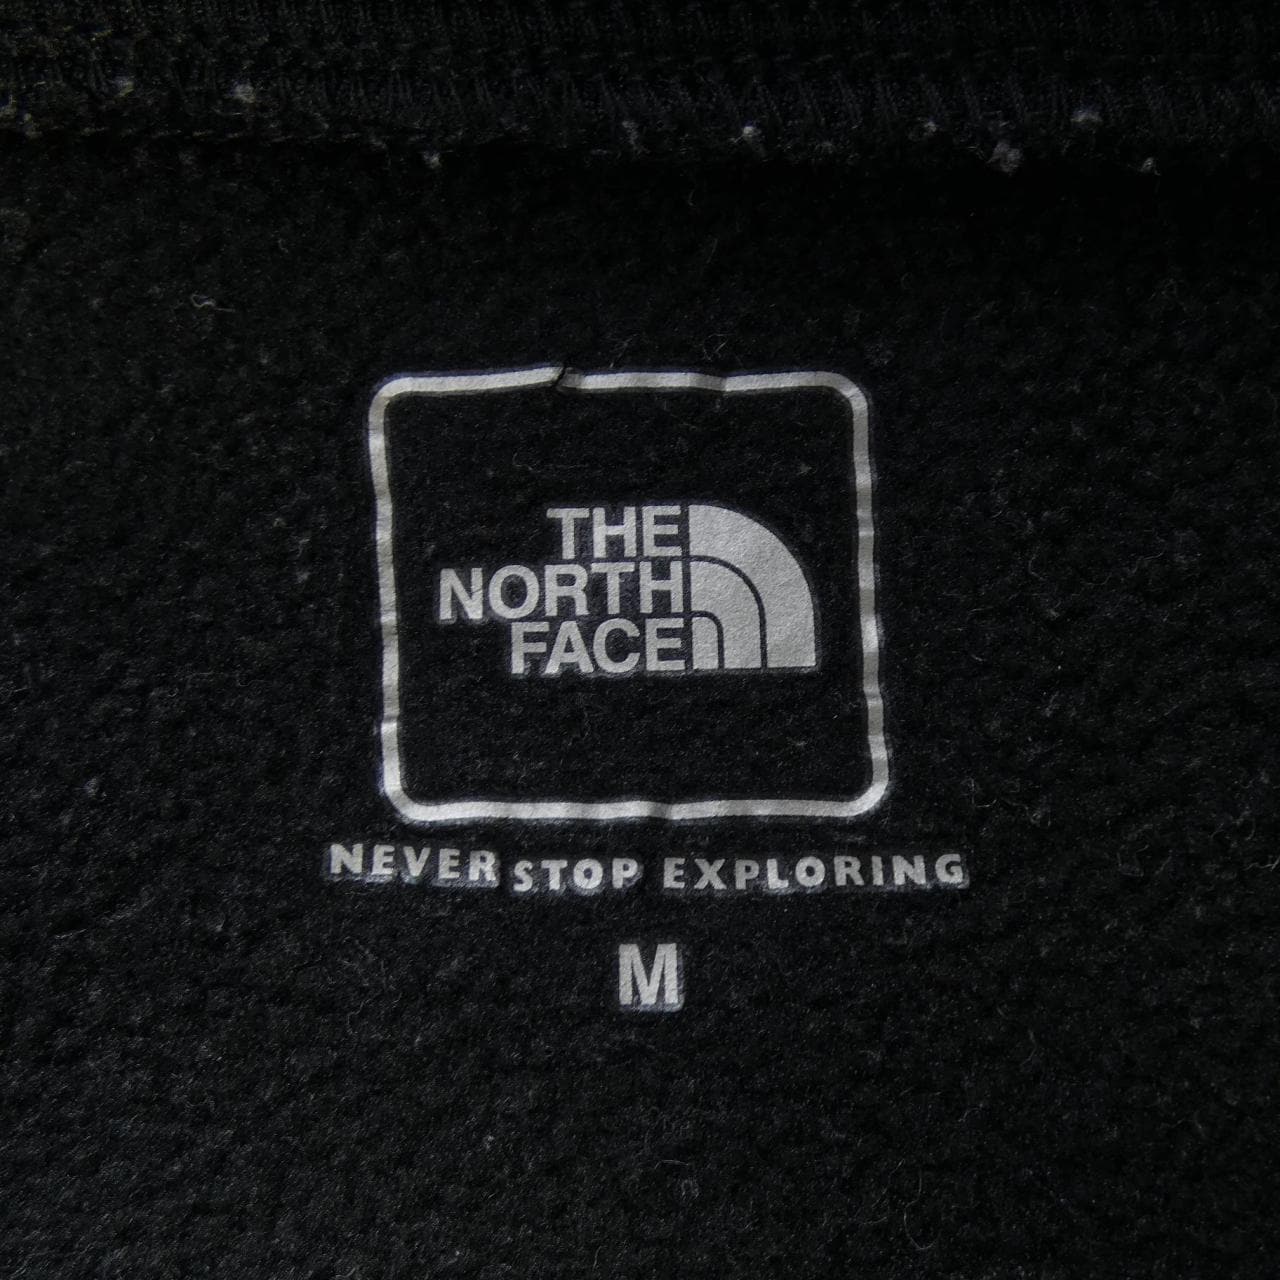 THE
NORTH
FACE
NEVER STOP EXPLORING
M